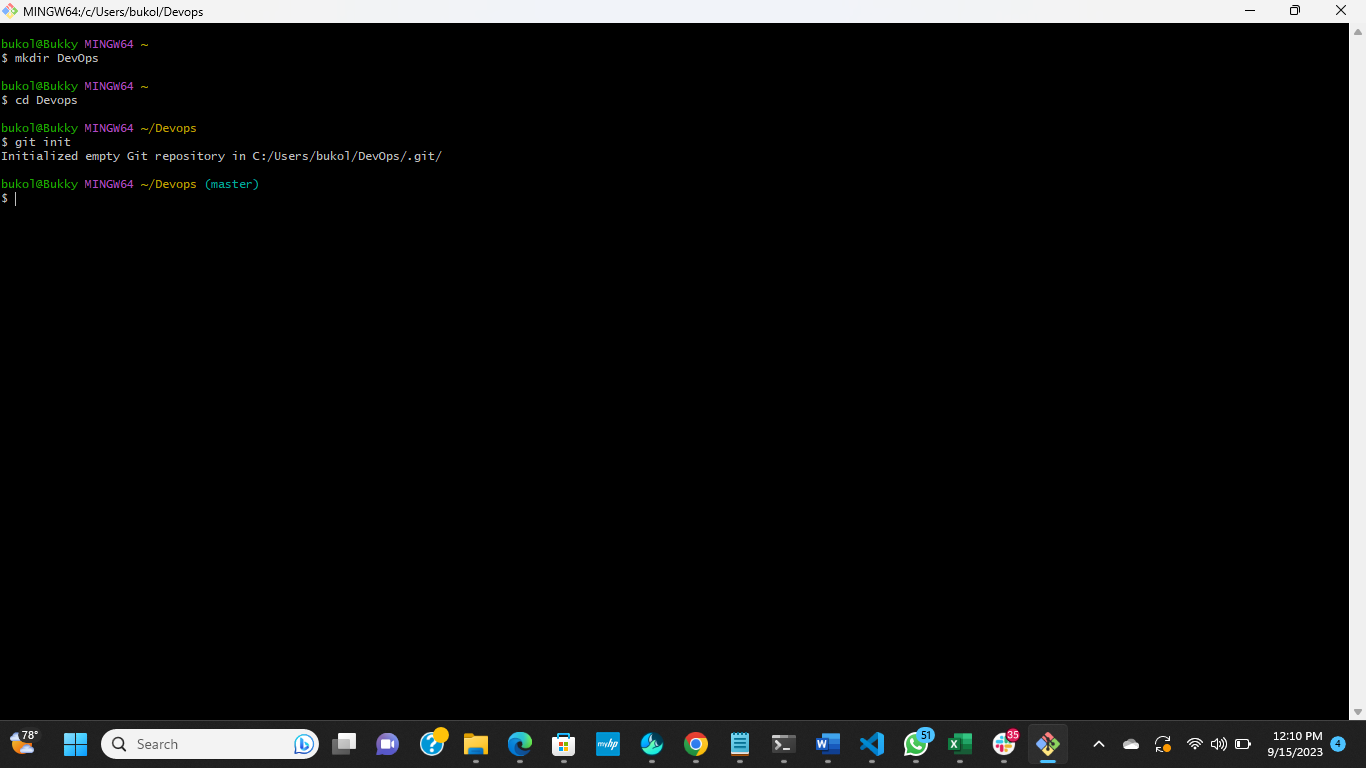 MINGW64:/c/Users/bukol/Devops
bukol@Bukky MINGW64 ~
$ mkdir DevOps
bukol@Bukky MINGW64 ~
$ cd Devops
bukol@Bukky MINGW64 ~/Devops
$ git init
Initialized empty Git repository in C:/Users/bukol/DevOps/.git/
bukol@Bukky MINGW64 ~/Devops (master)
$
78°
Search
myhp
51
35
12:10 PM
9/15/2023
4